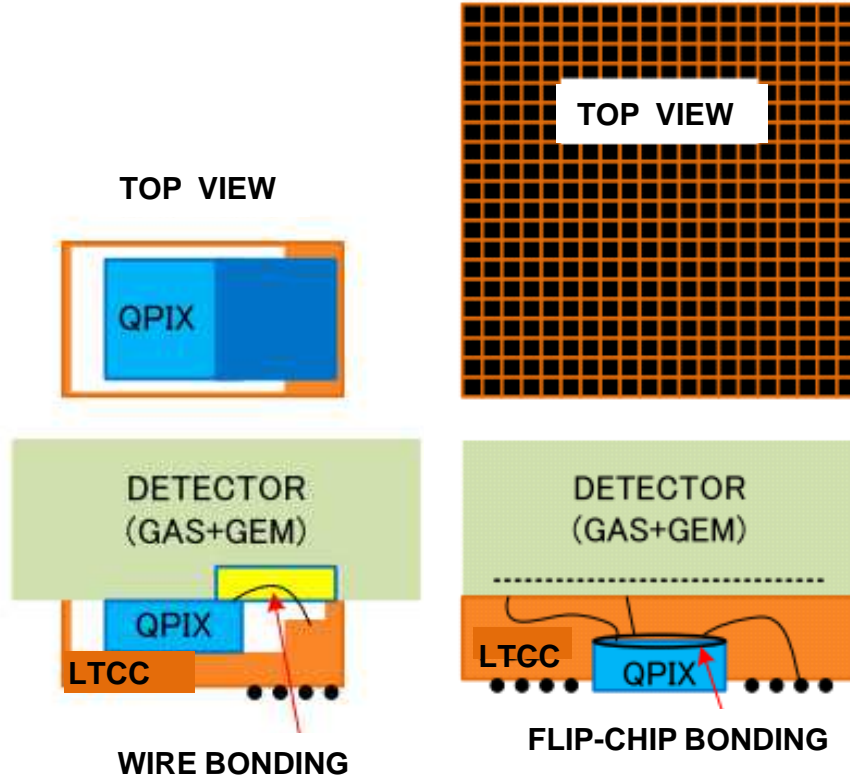 TOP VIEW
TOP VIEW
QPIX
DETECTOR
(GAS+GEM)
QPIX
LTCC
WIRE BONDING
DETECTOR
(GAS+GEM)
LTCC
QPIX
FLIP-CHIP BONDING